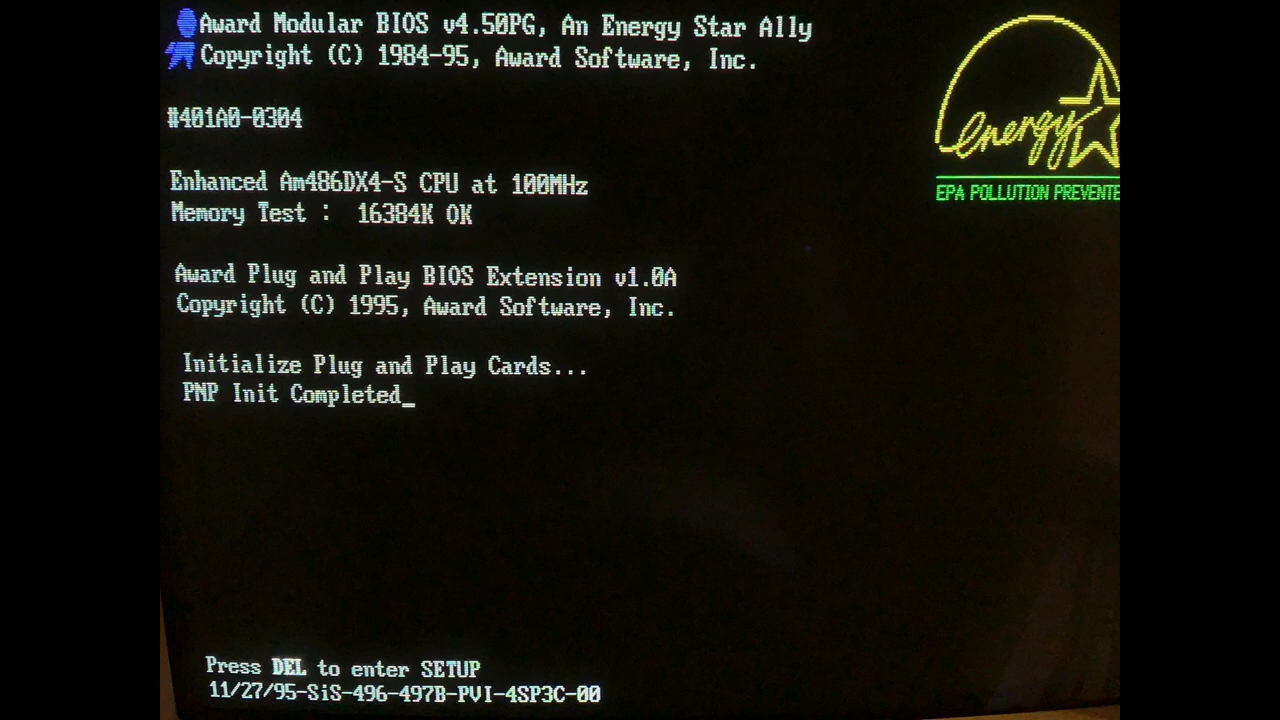 Award Modular BIOS v4.50PG, An Energy Star Ally
Copyright (C) 1984-95, Award Software, Inc.
energy
EPA POLLUTION PREVENTE
#401A0-0304
Enhanced Am486DX4-S CPU at 100MHz
Memory Test :  16384K OK
Award Plug and Play BIOS Extension v1.0A
Copyright (C) 1995, Award Software, Inc.
Initialize Plug and Play Cards...
PNP Init Completed_
Press DEL to enter SETUP
11/27/95-SiS-496-497B-PVI-4SP3C-00